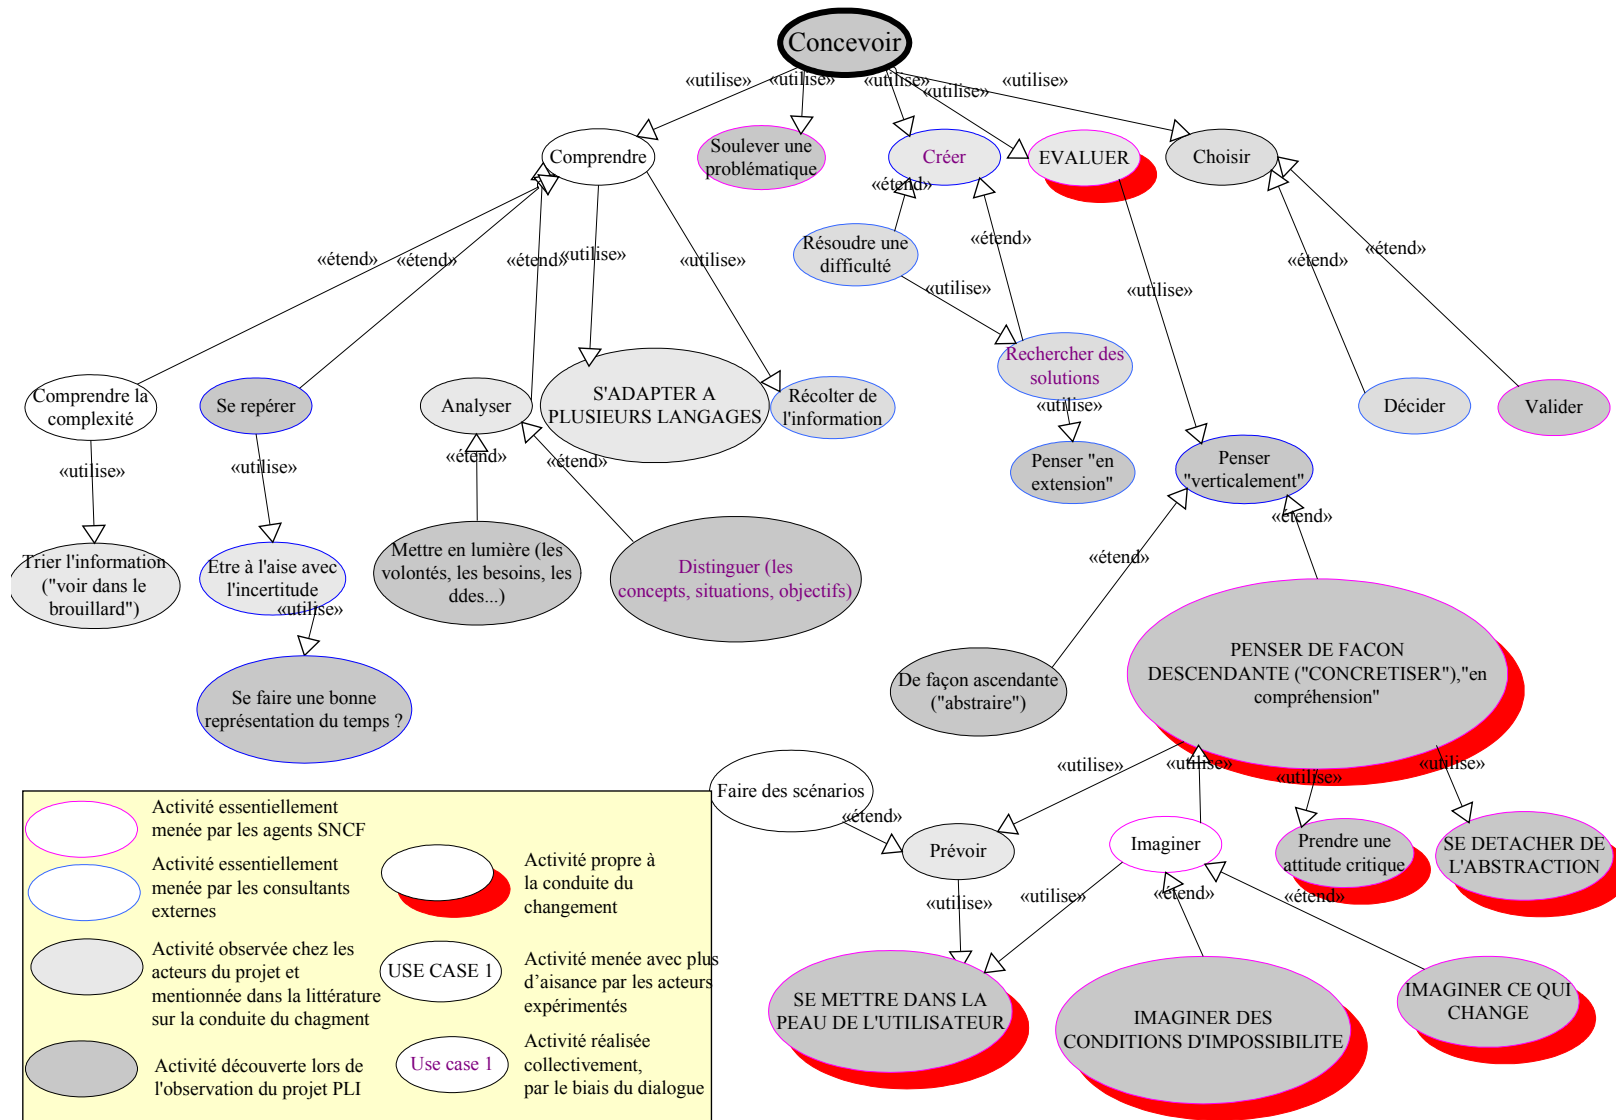 Concevoir
«utilise»
«utilise»
«utilise»
«utilise»
«utilise»
Comprendre
Soulever une
problématique
Créer
EVALUER
Choisir
«étend»
«étend»
«étend»
«étend»
«utilise»
«utilise»
Résoudre une
difficulté
«étend»
«étend»
«étend»
«utilise»
«utilise»
Comprendre la
complexité
Se repérer
Analyser
S'ADAPTER A
PLUSIEURS LANGAGES
Récolter de
l'information
Rechercher des
solutions
Décider
Valider
«utilise»
«utilise»
«utilise»
«étend»
«étend»
Penser "en
extension"
Penser
"verticalement"
«étend»
«étend»
Trier l'information
("voir dans le
brouillard")
Etre à l'aise avec
l'incertitude
«utilise»
Mettre en lumière (les
volontés, les besoins, les
ddes...)
Distinguer (les
concepts, situations, objectifs)
Se faire une bonne
représentation du temps ?
De façon ascendante
("abstraire")
PENSER DE FACON
DESCENDANTE ("CONCRETISER"),"en
compréhension"
«utilise»
«utilise»
«utilise»
«utilise»
Faire des scénarios
«étend»
Prévoir
Imaginer
Prendre une
attitude critique
SE DETACHER DE
L'ABSTRACTION
«utilise»
«utilise»
«étend»
«étend»
SE METTRE DANS LA
PEAU DE L'UTILISATEUR
IMAGINER DES
CONDITIONS D'IMPOSSIBILITE
IMAGINER CE QUI
CHANGE
Activité essentiellement
menée par les agents SNCF
Activité essentiellement
menée par les consultants
externes
Activité observée chez les
acteurs du projet et
mentionnée dans la littérature
sur la conduite du chagment
Activité découverte lors de
l'observation du projet PLI
Activité propre à
la conduite du
changement
USE CASE 1
Activité menée avec plus
d’aisance par les acteurs
expérimentés
Use case 1
Activité réalisée
collectivement,
par le biais du dialogue